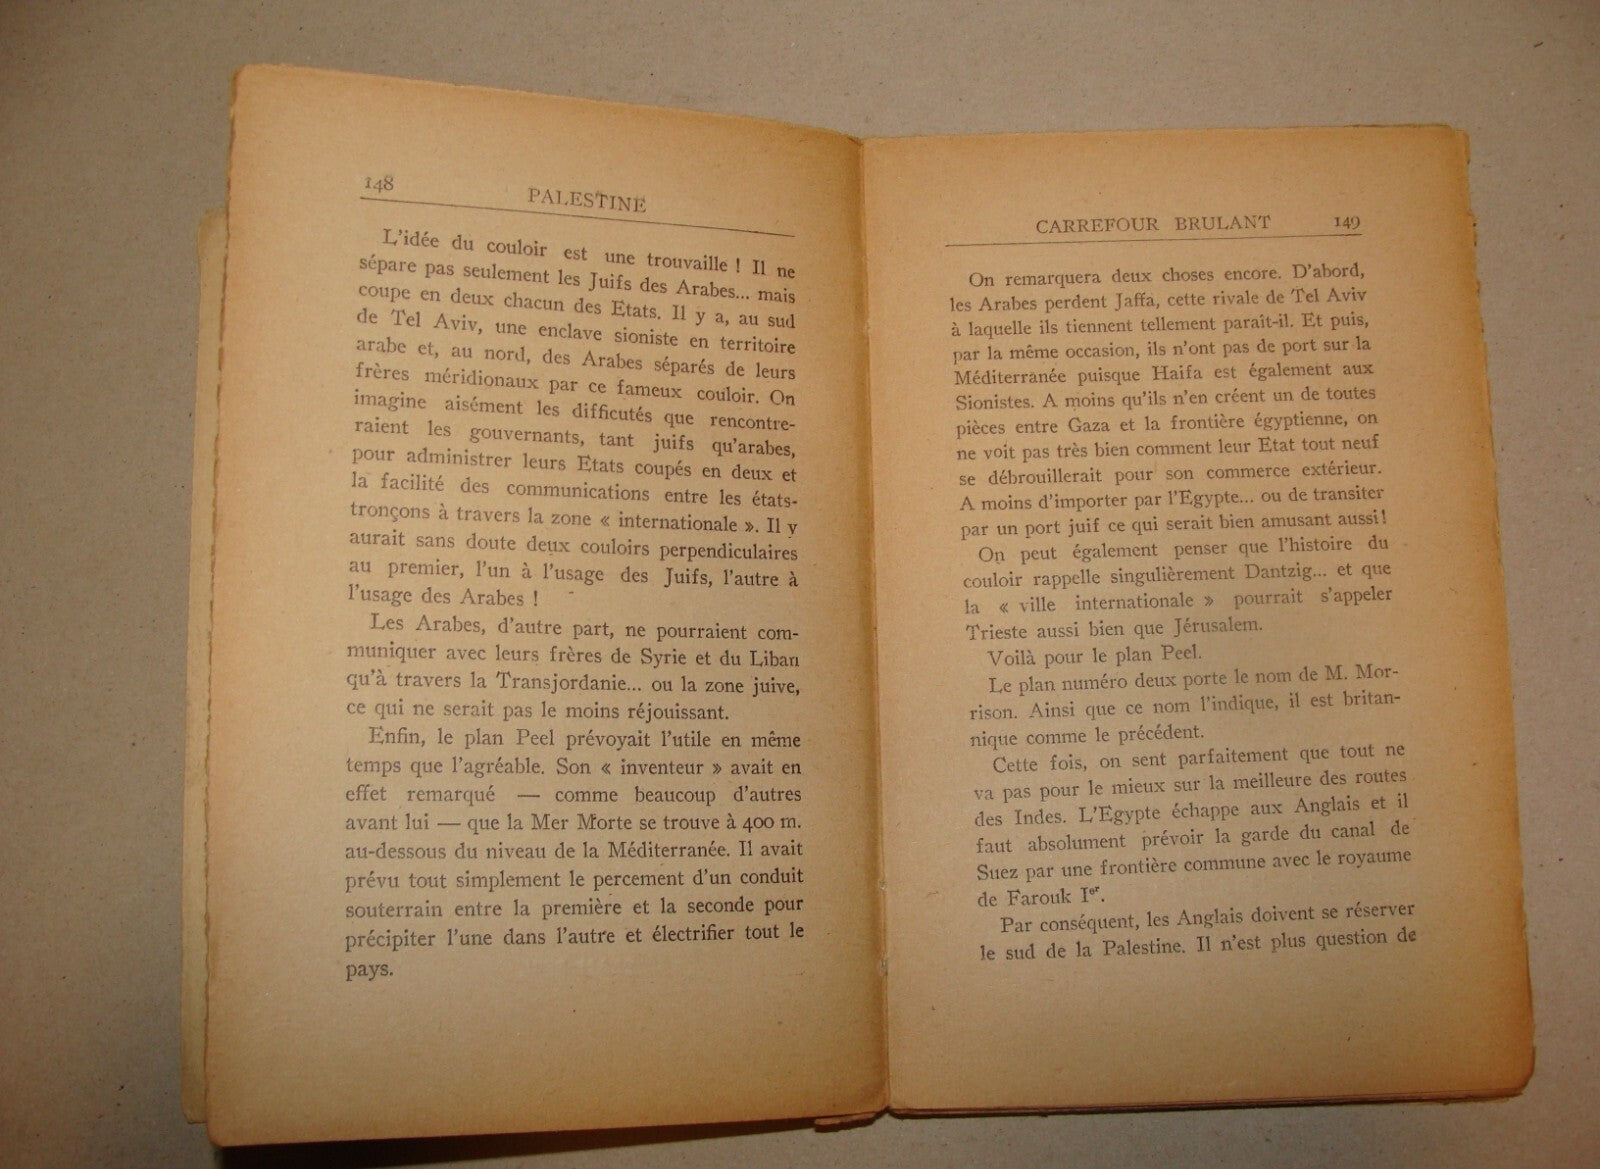 148
PALESTINE
L'idée du couloir est une trouvaille ! Il ne
sépare pas seulement les Juifs des Arabes... mais
coupe en deux chacun des Etats. Il y a, au sud
de Tel Aviv, une enclave sioniste en territoire
arabe et, au nord, des Arabes séparés de leurs
frères méridionaux par ce fameux couloir. On
imagine aisément les difficutés que rencontre-
raient les gouvernants, tant juifs qu'arabes,
pour administrer leurs Etats coupés en deux et
la facilité des communications entre les états-
tronçons à travers la zone « internationale ». Il y
aurait sans doute deux couloirs perpendiculaires
au premier, l'un à l'usage des Juifs, l'autre à
l'usage des Arabes !
Les Arabes, d'autre part, ne pourraient com-
muniquer avec leurs frères de Syrie et du Liban
qu'à travers la Transjordanie... ou la zone juive,
ce qui ne serait pas le moins réjouissant.
Enfin, le plan Peel prévoyait l'utile en même
temps que l'agréable. Son « inventeur » avait en
effet remarqué — comme beaucoup d'autres
avant lui — que la Mer Morte se trouve à 400 m.
au-dessous du niveau de la Méditerranée. Il avait
prévu tout simplement le percement d'un conduit
souterrain entre la première et la seconde pour
précipiter l'une dans l'autre et électrifier tout le
pays.
CARREFOUR BRULANT 149
On remarquera deux choses encore. D'abord,
les Arabes perdent Jaffa, cette rivale de Tel Aviv
à laquelle ils tiennent tellement paraît-il. Et puis,
par la même occasion, ils n'ont pas de port sur la
Méditerranée puisque Haifa est également aux
Sionistes. A moins qu'ils n'en créent un de toutes
pièces entre Gaza et la frontière égyptienne, on
ne voit pas très bien comment leur Etat tout neuf
se débrouillerait pour son commerce extérieur.
A moins d'importer par l'Egypte... ou de transiter
par un port juif ce qui serait bien amusant aussi!
On peut également penser que l'histoire du
couloir rappelle singulièrement Dantzig... et que
la « ville internationale » pourrait s'appeler
Trieste aussi bien que Jérusalem.
Voilà pour le plan Peel.
Le plan numéro deux porte le nom de M. Mor-
rison. Ainsi que ce nom l'indique, il est britan-
nique comme le précédent.
Cette fois, on sent parfaitement que tout ne
va pas pour le mieux sur la meilleure des routes
des Indes. L'Egypte échappe aux Anglais et il
faut absolument prévoir la garde du canal de
Suez par une frontière commune avec le royaume
de Farouk Ier.
Par conséquent, les Anglais doivent se réserver
le sud de la Palestine. Il n'est plus question de